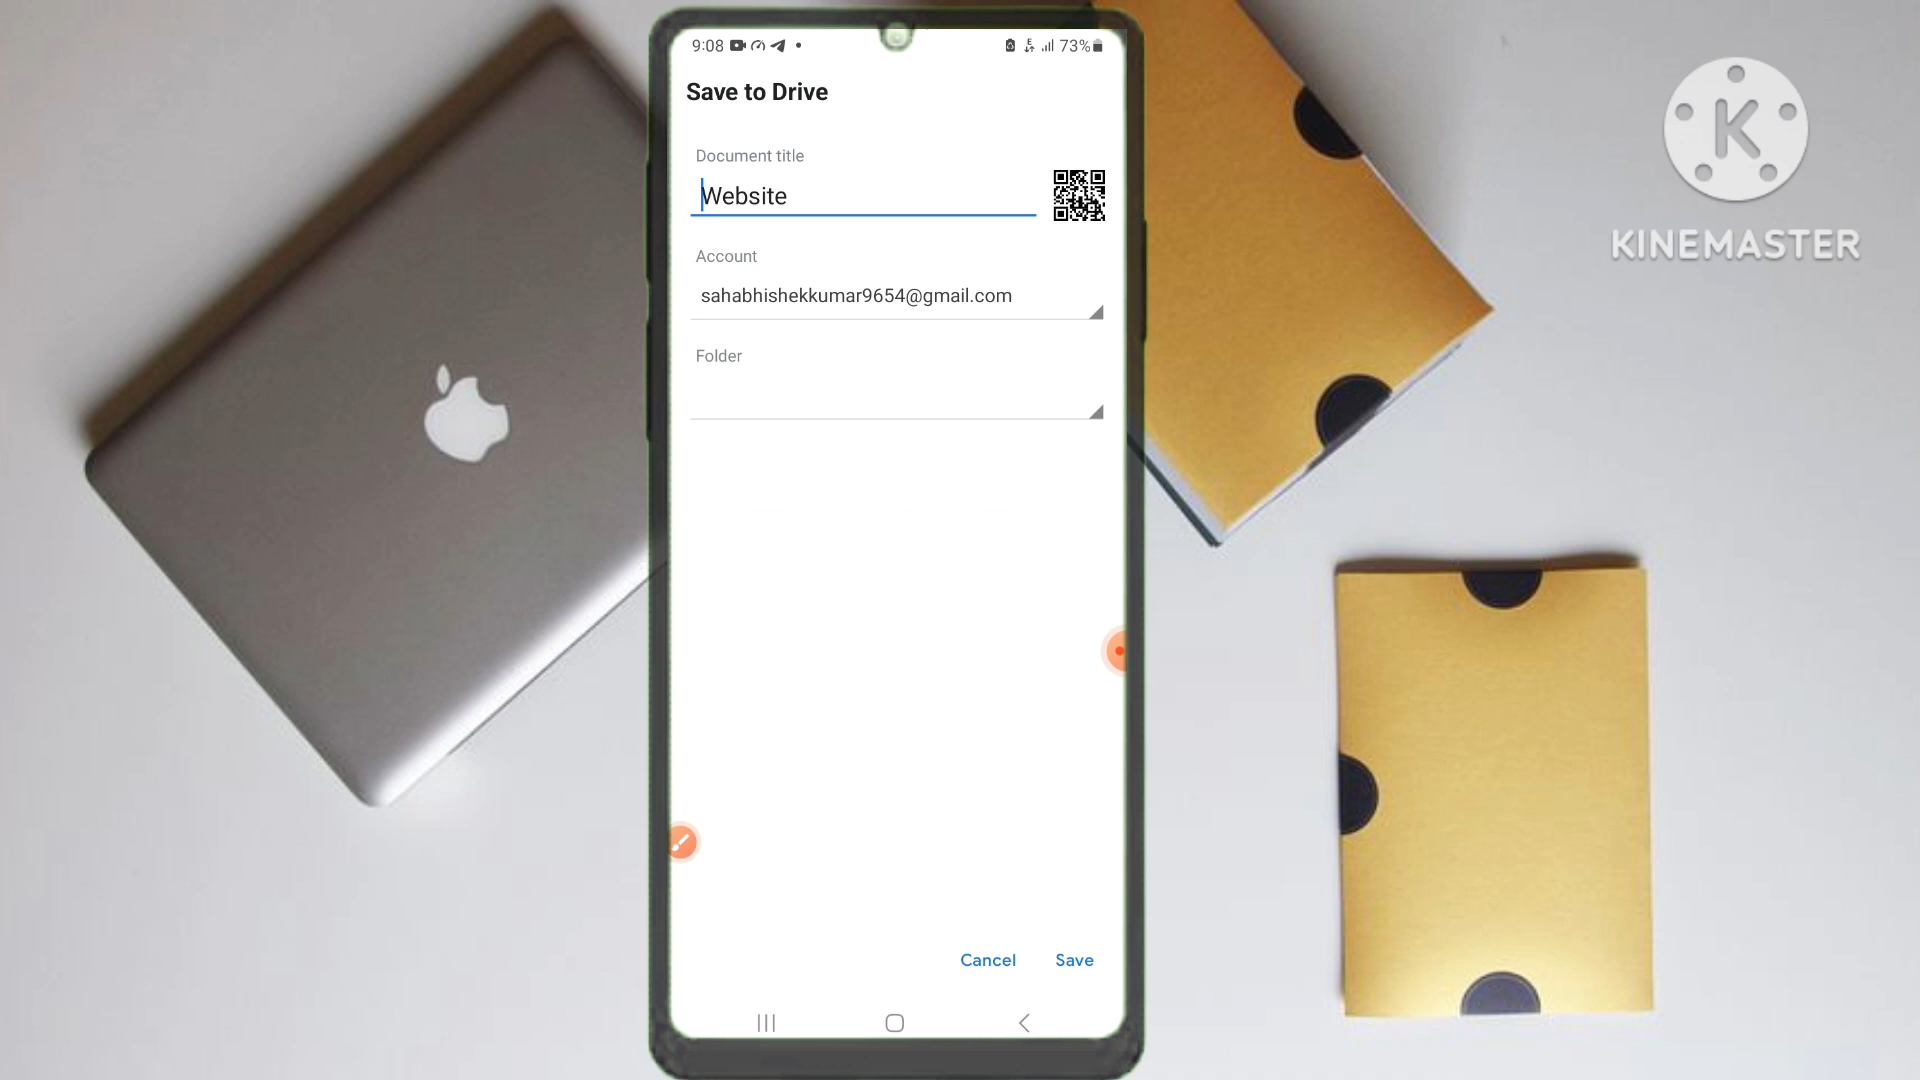 9:08
73%
Save to Drive
Document title
Website
Account
sahabhishekkumar9654@gmail.com
Folder
Cancel
Save
K
KINEMASTER